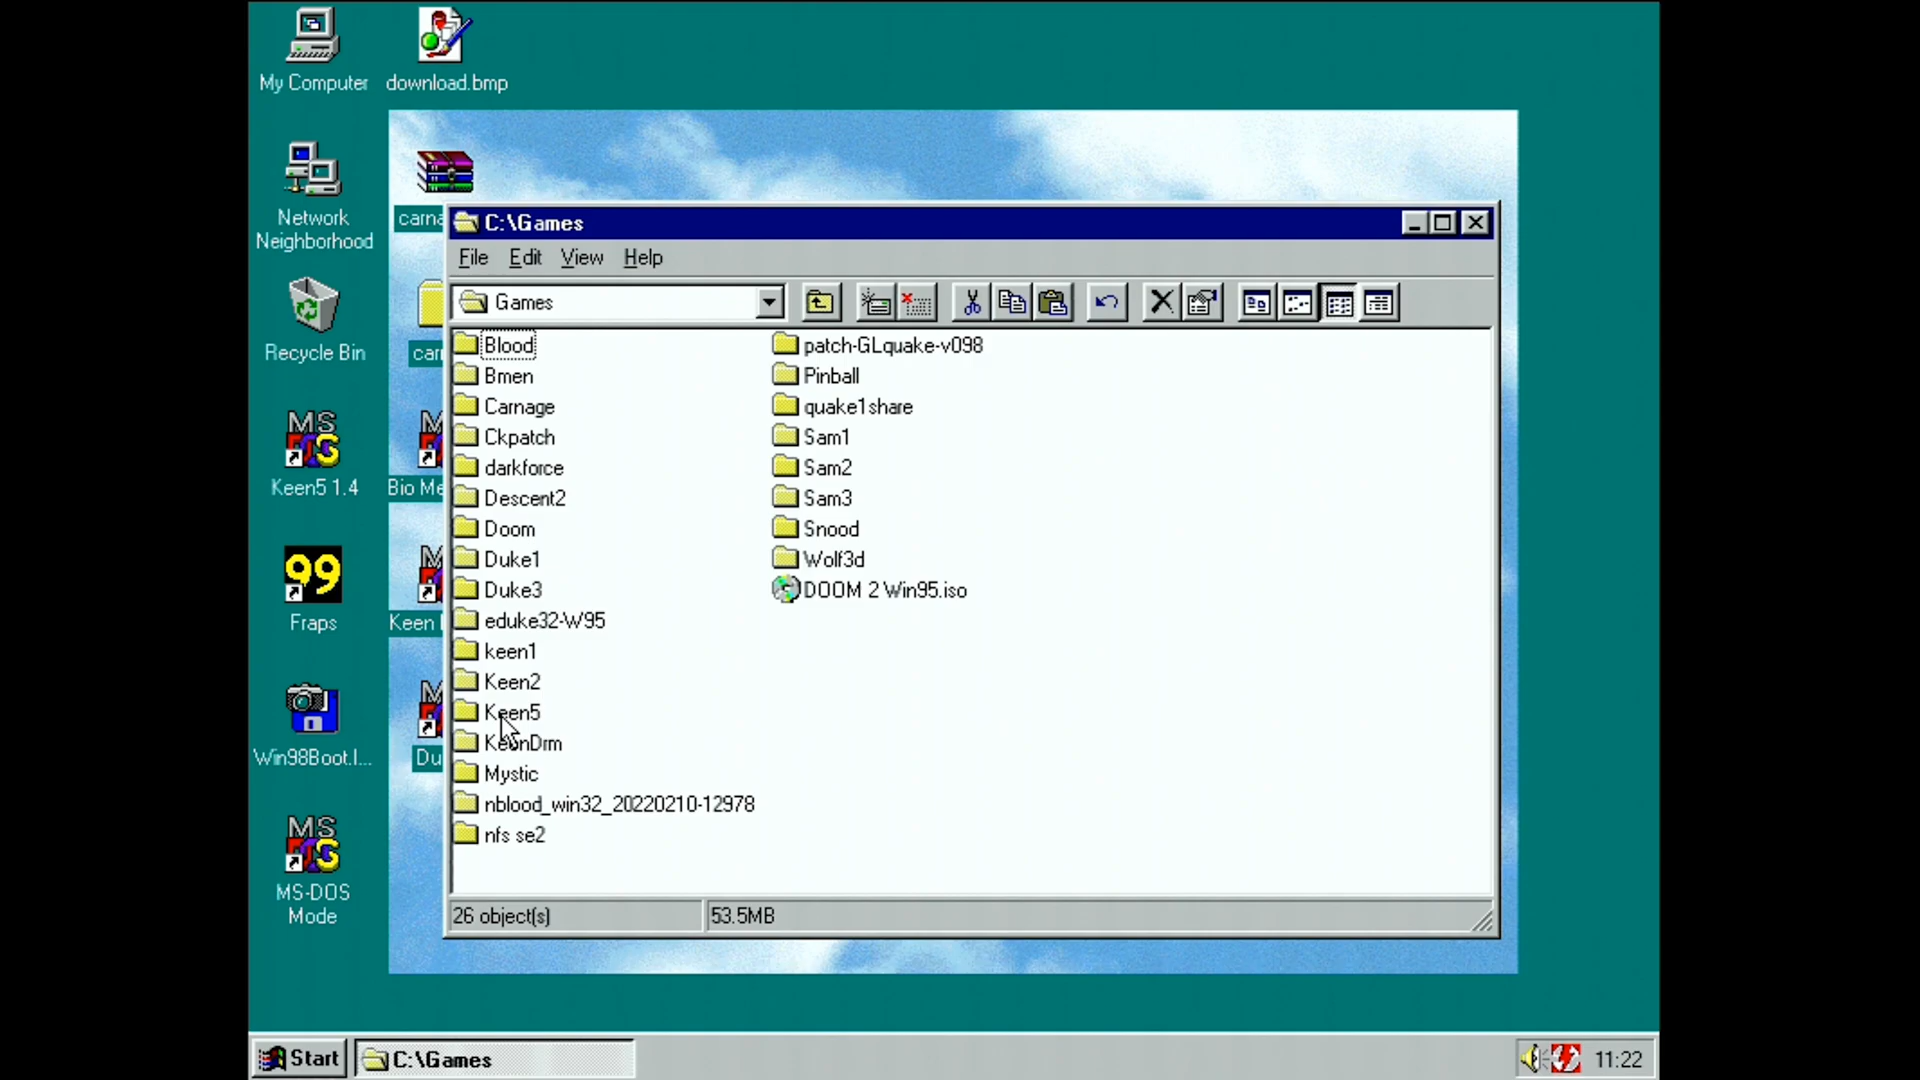 My Computer
download.bmp
Network
Neighborhood
carna
C:\Games
File Edit View Help
Games
Recycle Bin
car
MS
Keen5 1.4
Bio Me
99
Fraps
Keen
Win98Boot.I...
Du
MS
MS-DOS
Mode
Blood
Bmen
Carnage
Ckpatch
darkforce
Descent2
Doom
Duke1
Duke3
eduke32-W95
keen1
Keen2
Keen5
KeenDrm
Mystic
nblood_win32_20220210-12978
nfs se2
patch-GLquake-v098
Pinball
quake1share
Sam1
Sam2
Sam3
Snood
Wolf3d
DOOM 2 Win95.iso
26 object(s)
53.5MB
Start
C:\Games
11:22